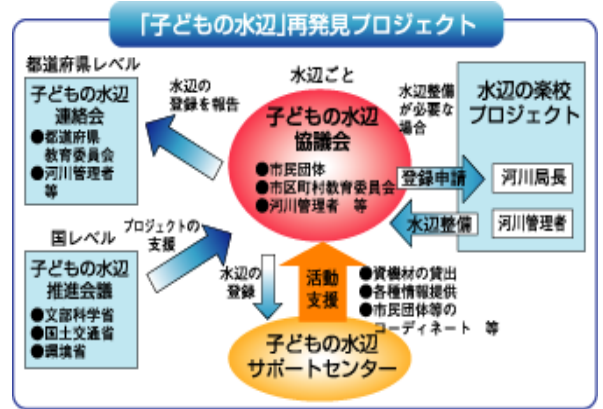 「子どもの水辺」再発見プロジェクト
都道府県レベル
子どもの水辺
連絡会
●都道府県
教育委員会
●河川管理者
等
水辺の
登録を報告
水辺ごと
子どもの水辺
協議会
●市民団体
●市区町村教育委員会
●河川管理者　等
水辺整備
が必要な
場合
水辺の楽校
プロジェクト
登録申請
河川局長
水辺整備
河川管理者
国レベル
子どもの水辺
推進会議
●文部科学省
●国土交通省
●環境省
プロジェクトの
支援
水辺の
登録
活動
支援
●資機材の貸出
●各種情報提供
●市民団体等の
コーディネート　等
子どもの水辺
サポートセンター